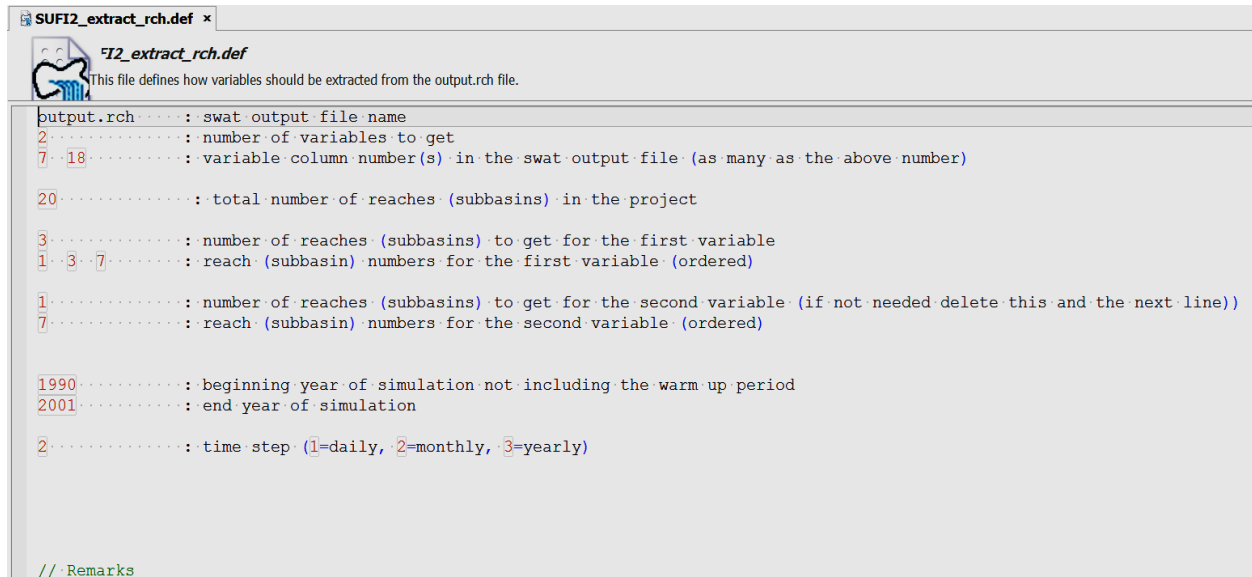 SUFI2_extract_rch.def ×
FI2_extract_rch.def
This file defines how variables should be extracted from the output.rch file.
output.rch : swat output file name
2 : number of variables to get
7 18 : variable column number(s) in the swat output file (as many as the above number)
20 : total number of reaches (subbasins) in the project
3 : number of reaches (subbasins) to get for the first variable
1 3 7 : reach (subbasin) numbers for the first variable (ordered)
1 : number of reaches (subbasins) to get for the second variable (if not needed delete this and the next line))
7 : reach (subbasin) numbers for the second variable (ordered)
1990 : beginning year of simulation not including the warm up period
2001 : end year of simulation
2 : time step (1=daily, 2=monthly, 3=yearly)
// Remarks